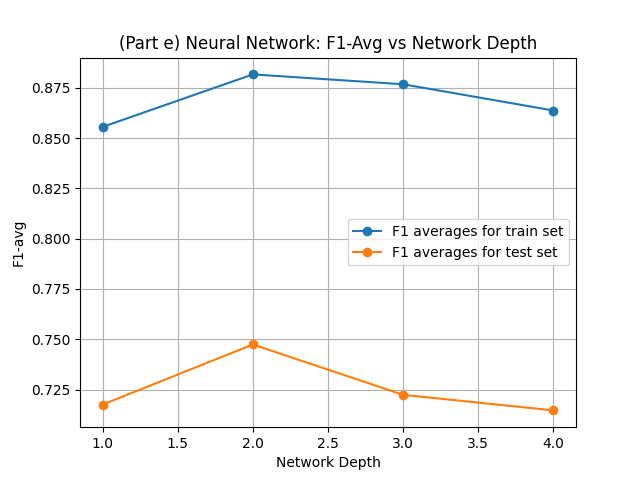 (Part e) Neural Network: F1-Avg vs Network Depth
0.875
0.850
0.825
0.800
0.775
0.750
0.725
F1-avg
F1 averages for train set
F1 averages for test set
1.0 1.5 2.0 2.5 3.0 3.5 4.0
Network Depth